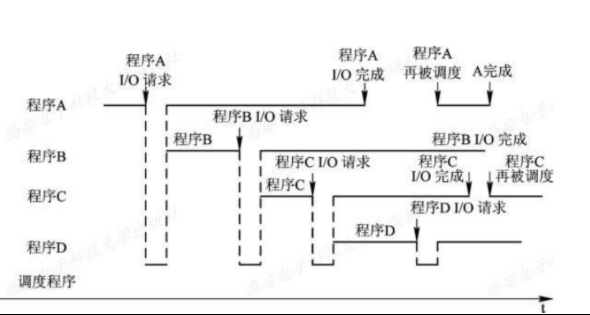 程序A
I/O 请求
程序A
I/O 完成
程序A
再被调度
A完成
程序A
程序B I/O 请求
程序B
程序B I/O 完成
程序B
程序C I/O 请求
程序C
I/O 完成
程序C
再被调度
程序C
程序C
程序D I/O 请求
程序D
程序D
调度程序
t